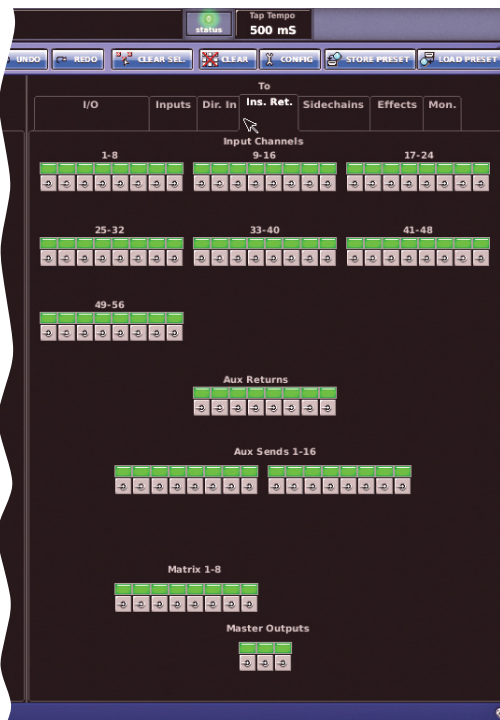 Tap Tempo
status
500 mS
UNDO
REDO
CLEAR SEL.
CLEAR
CONFIG
STORE PRESET
LOAD PRESET
To
I/O
Inputs
Dir. In
Ins. Ret.
Sidechains
Effects
Mon.
Input Channels
1-8
9-16
17-24
25-32
33-40
41-48
49-56
Aux Returns
Aux Sends 1-16
Matrix 1-8
Master Outputs